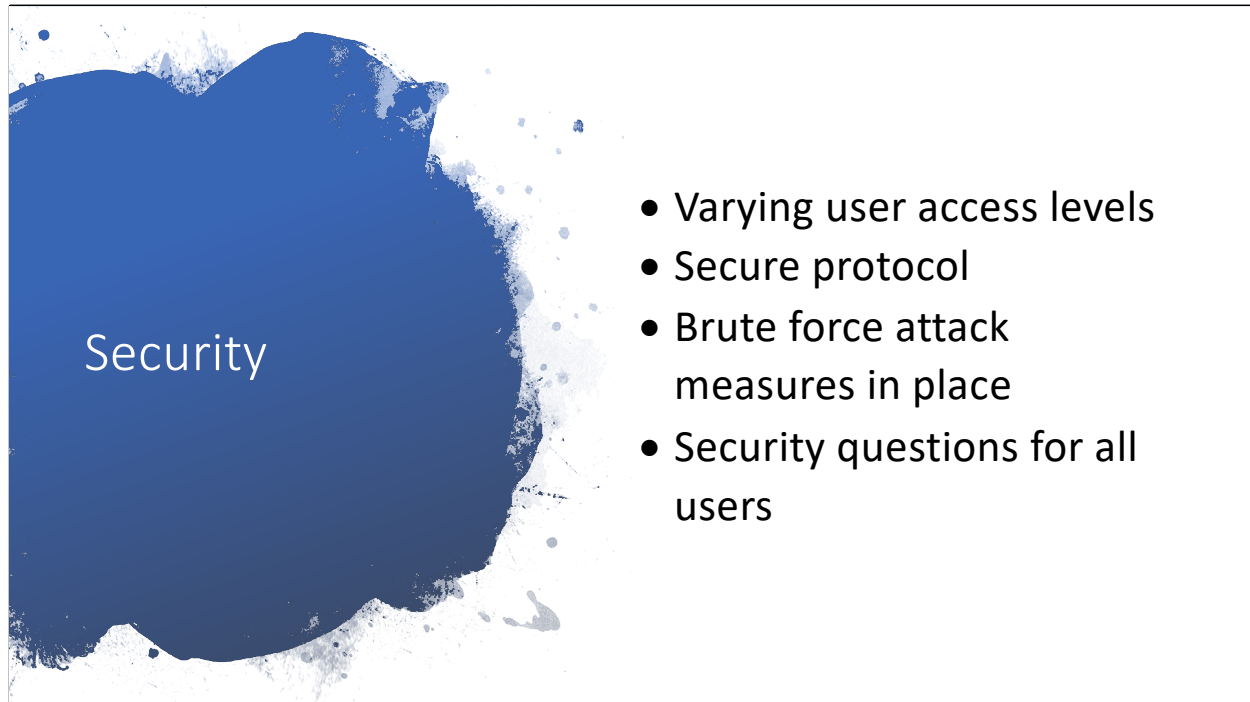 Security
• Varying user access levels
• Secure protocol
• Brute force attack
measures in place
• Security questions for all
users